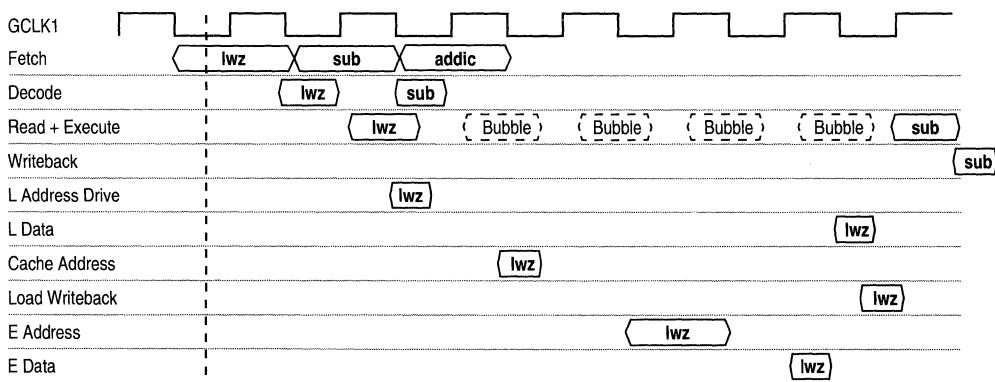 GCLK1
Fetch lwz sub addic
Decode lwz sub
Read + Execute lwz Bubble Bubble Bubble Bubble sub
Writeback sub
L Address Drive lwz
L Data lwz
Cache Address lwz
Load Writeback lwz
E Address lwz
E Data lwz